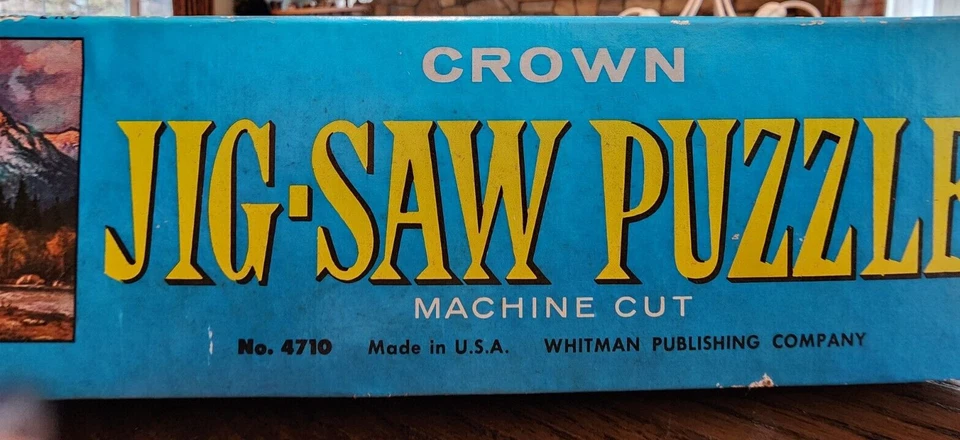 CROWN
JIG-SAW PUZZLE
MACHINE CUT
No. 4710 Made in U.S.A. WHITMAN PUBLISHING COMPANY